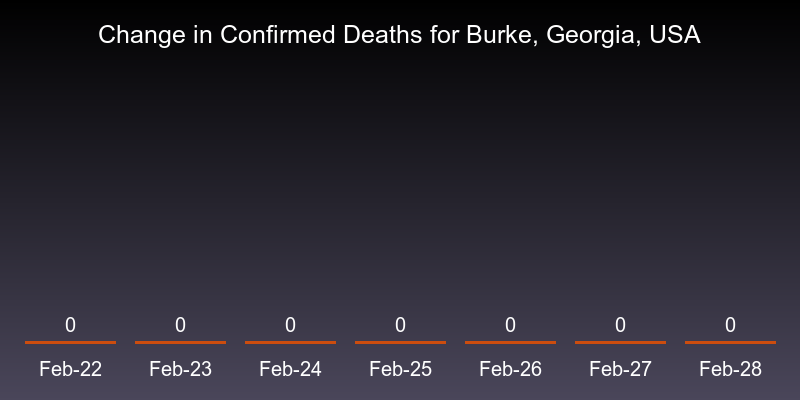 Change in Confirmed Deaths for Burke, Georgia, USA
0 0 0 0 0 0 0
Feb-22 Feb-23 Feb-24 Feb-25 Feb-26 Feb-27 Feb-28